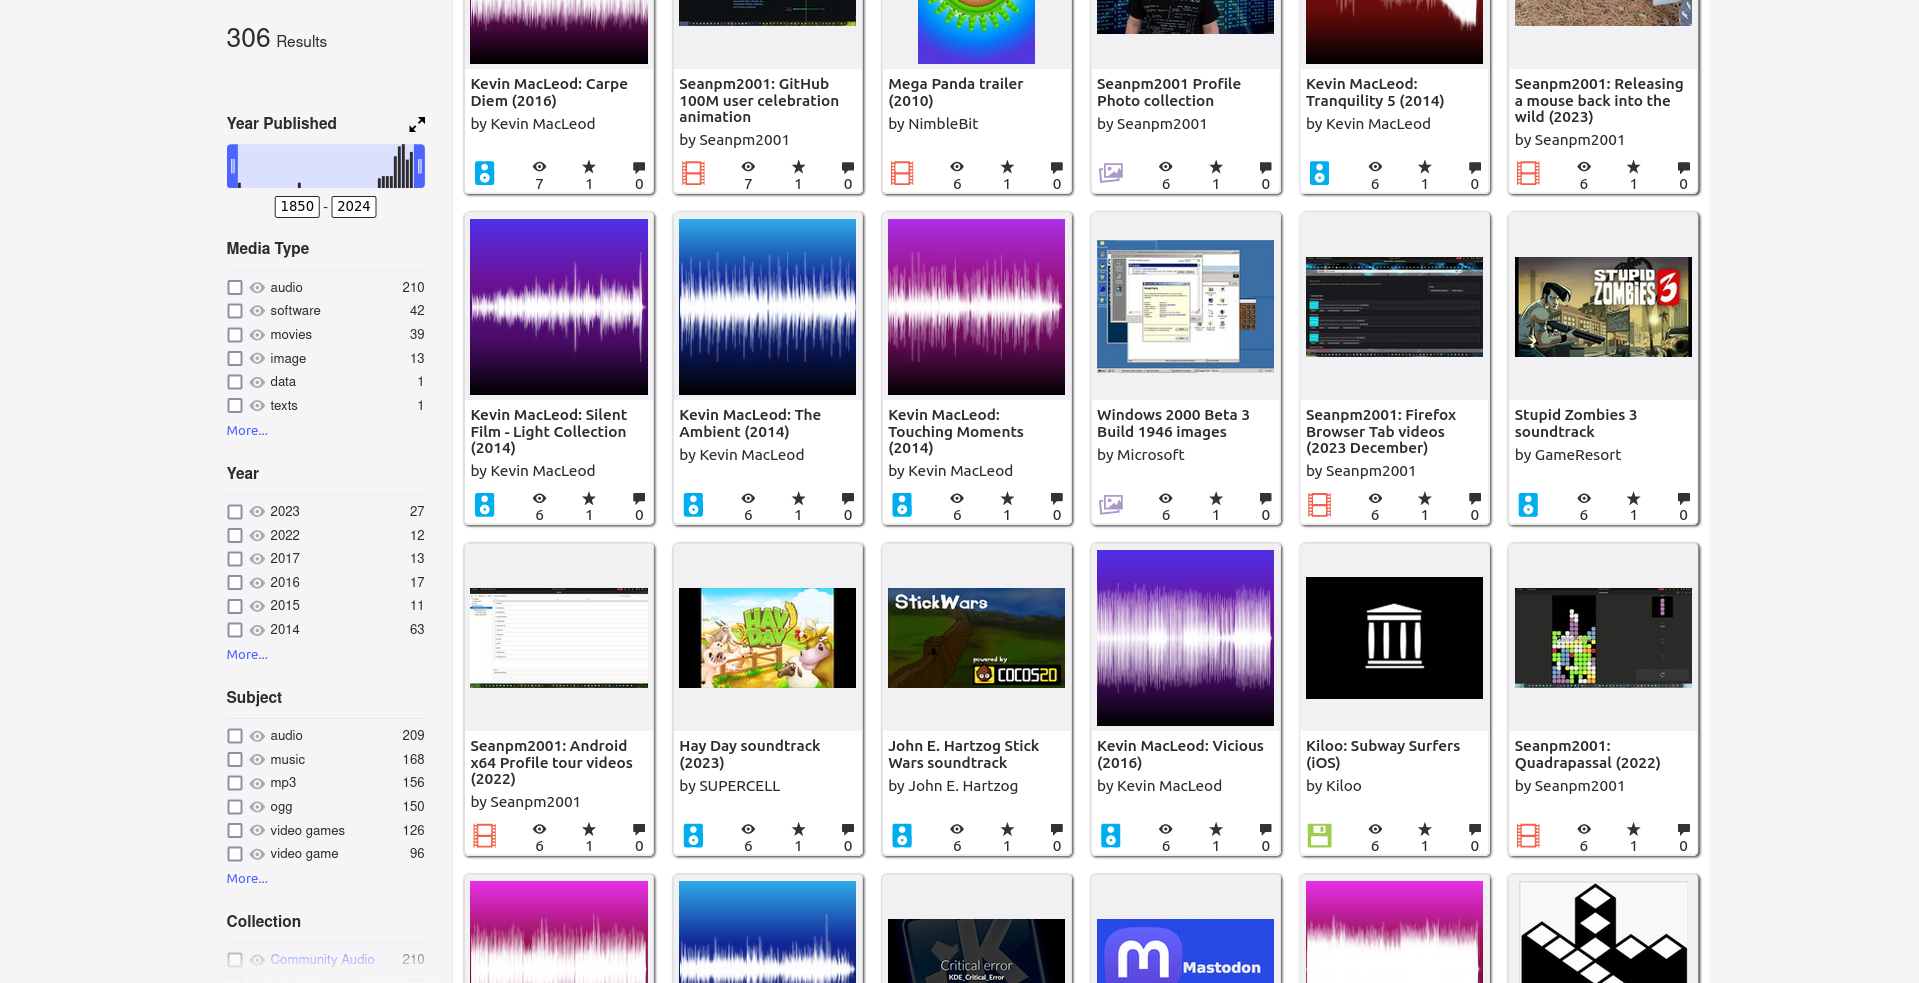 306 Results
Year Published
1850 - 2024
Media Type
audio 210
software 42
movies 39
image 13
data 1
texts 1
More...
Year
2023 27
2022 12
2017 13
2016 17
2015 11
2014 63
More...
Subject
audio 209
music 168
mp3 156
ogg 150
video games 126
video game 96
More...
Collection
Community Audio 210
Kevin MacLeod: Carpe
Diem (2016)
by Kevin MacLeod
7 1 0
Seanpm2001: GitHub
100M user celebration
animation
by Seanpm2001
7 1 0
Mega Panda trailer
(2010)
by NimbleBit
6 1 0
Seanpm2001 Profile
Photo collection
by Seanpm2001
6 1 0
Kevin MacLeod:
Tranquility 5 (2014)
by Kevin MacLeod
6 1 0
Seanpm2001: Releasing
a mouse back into the
wild (2023)
by Seanpm2001
6 1 0
Kevin MacLeod: Silent
Film - Light Collection
(2014)
by Kevin MacLeod
6 1 0
Kevin MacLeod: The
Ambient (2014)
by Kevin MacLeod
6 1 0
Kevin MacLeod:
Touching Moments
(2014)
by Kevin MacLeod
6 1 0
Windows 2000 Beta 3
Build 1946 images
by Microsoft
6 1 0
Seanpm2001: Firefox
Browser Tab videos
(2023 December)
by Seanpm2001
6 1 0
STUPID
ZOMBIES 3
Stupid Zombies 3
soundtrack
by GameResort
6 1 0
Seanpm2001: Android
x64 Profile tour videos
(2022)
by Seanpm2001
6 1 0
HAY
DAY
Hay Day soundtrack
(2023)
by SUPERCELL
6 1 0
StickWars
powered by
COCOS2D
John E. Hartzog Stick
Wars soundtrack
by John E. Hartzog
6 1 0
Kevin MacLeod: Vicious
(2016)
by Kevin MacLeod
6 1 0
Kiloo: Subway Surfers
(iOS)
by Kiloo
6 1 0
Seanpm2001:
Quadrapassal (2022)
by Seanpm2001
6 1 0
Critical error
KDE_Critical_Error
Mastodon